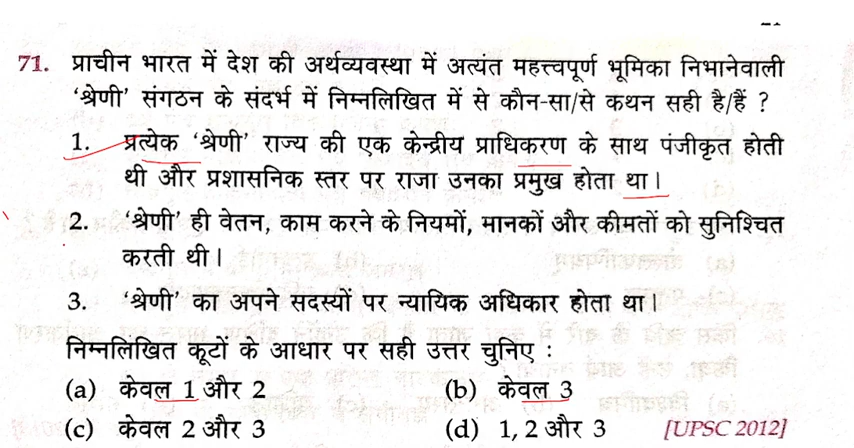 71. प्राचीन भारत में देश की अर्थव्यवस्था में अत्यंत महत्त्वपूर्ण भूमिका निभानेवाली
‘श्रेणी’ संगठन के संदर्भ में निम्नलिखित में से कौन-सा/से कथन सही है/हैं ?
1. प्रत्येक ‘श्रेणी’ राज्य की एक केन्द्रीय प्राधिकरण के साथ पंजीकृत होती
थी और प्रशासनिक स्तर पर राजा उनका प्रमुख होता था।
2. ‘श्रेणी’ ही वेतन, काम करने के नियमों, मानकों और कीमतों को सुनिश्चित
करती थी।
3. ‘श्रेणी’ का अपने सदस्यों पर न्यायिक अधिकार होता था।
निम्नलिखित कूटों के आधार पर सही उत्तर चुनिए :
(a) केवल 1 और 2 (b) केवल 3
(c) केवल 2 और 3 (d) 1, 2 और 3 [UPSC 2012]